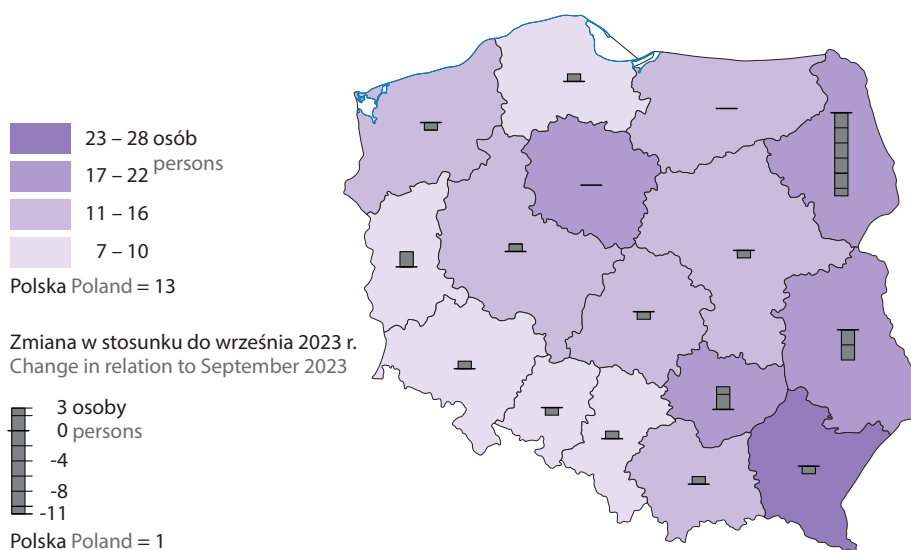 23 – 28 osób
persons
17 – 22
11 – 16
7 – 10
Polska Poland = 13
Zmiana w stosunku do września 2023 r.
Change in relation to September 2023
3 osoby
0 persons
-4
-8
-11
Polska Poland = 1